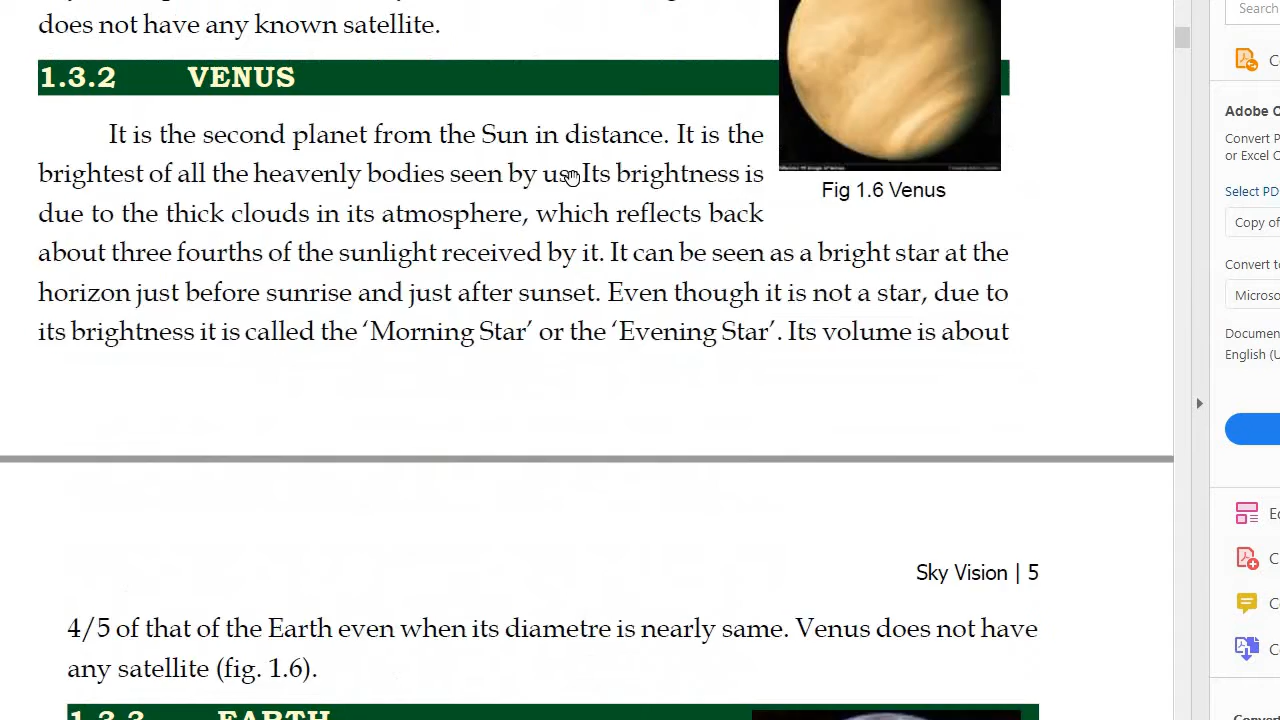 does not have any known satellite.
1.3.2 VENUS
It is the second planet from the Sun in distance. It is the
brightest of all the heavenly bodies seen by us. Its brightness is
due to the thick clouds in its atmosphere, which reflects back
Fig 1.6 Venus
about three fourths of the sunlight received by it. It can be seen as a bright star at the
horizon just before sunrise and just after sunset. Even though it is not a star, due to
its brightness it is called the ‘Morning Star’ or the ‘Evening Star’. Its volume is about
Sky Vision | 5
4/5 of that of the Earth even when its diametre is nearly same. Venus does not have
any satellite (fig. 1.6).
1.3.3 EARTH
Search
Adobe
Convert P
or Excel
Select PD
Copy of
Convert to
Microso
Documen
English (U